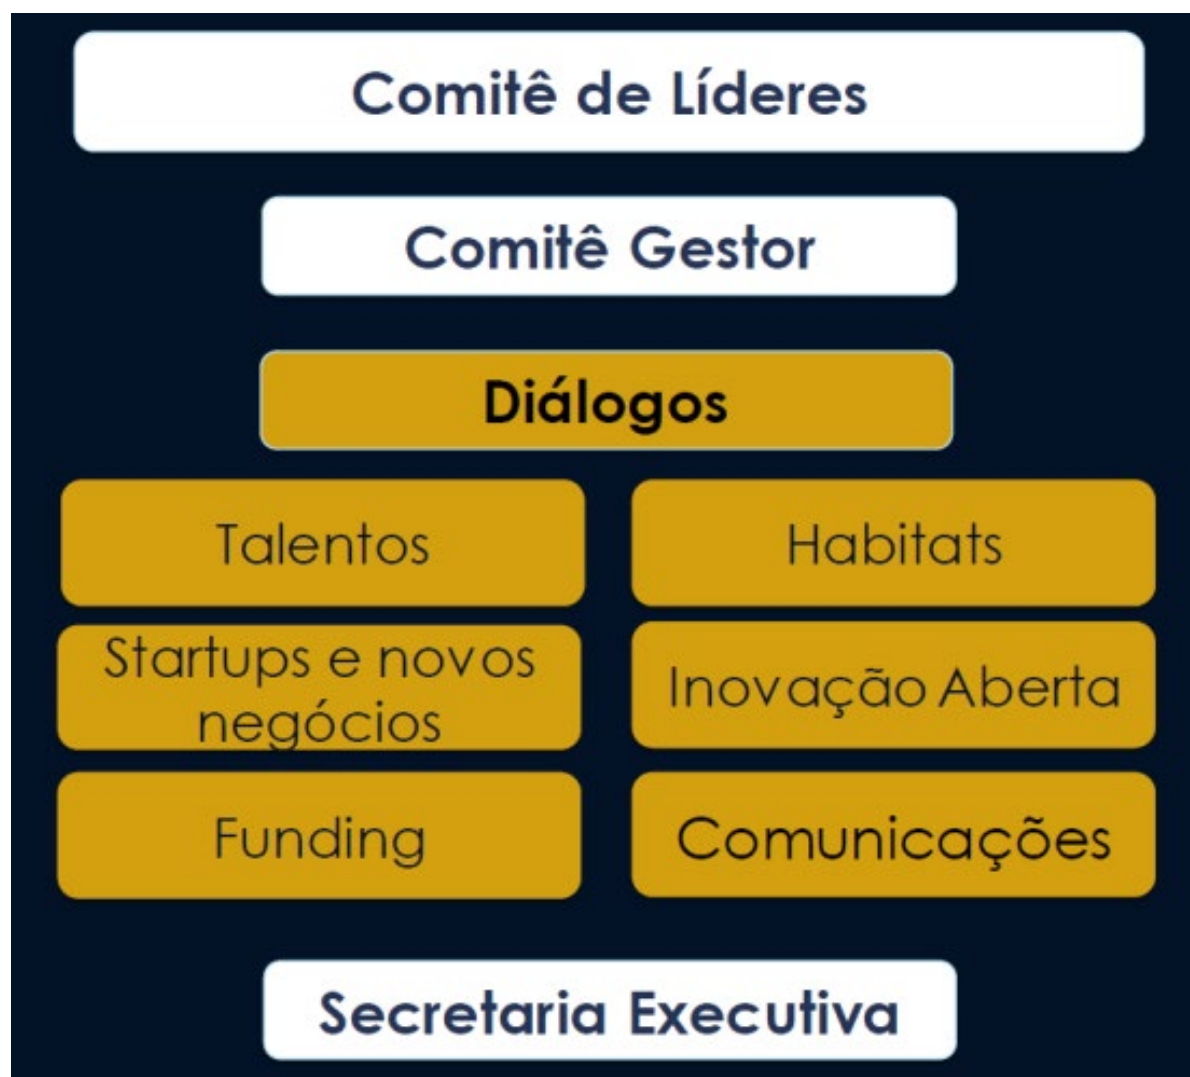 Comitê de Líderes
Comitê Gestor
Diálogos
Talentos
Habitats
Startups e novos
negócios
Inovação Aberta
Funding
Comunicações
Secretaria Executiva